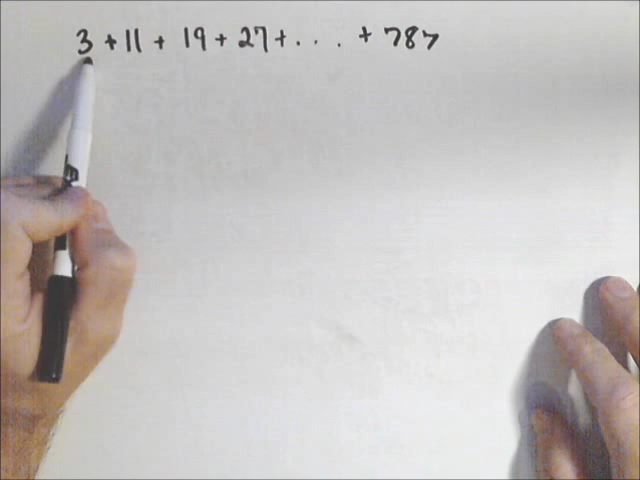 3 + 11 + 19 + 27 + . . . + 787